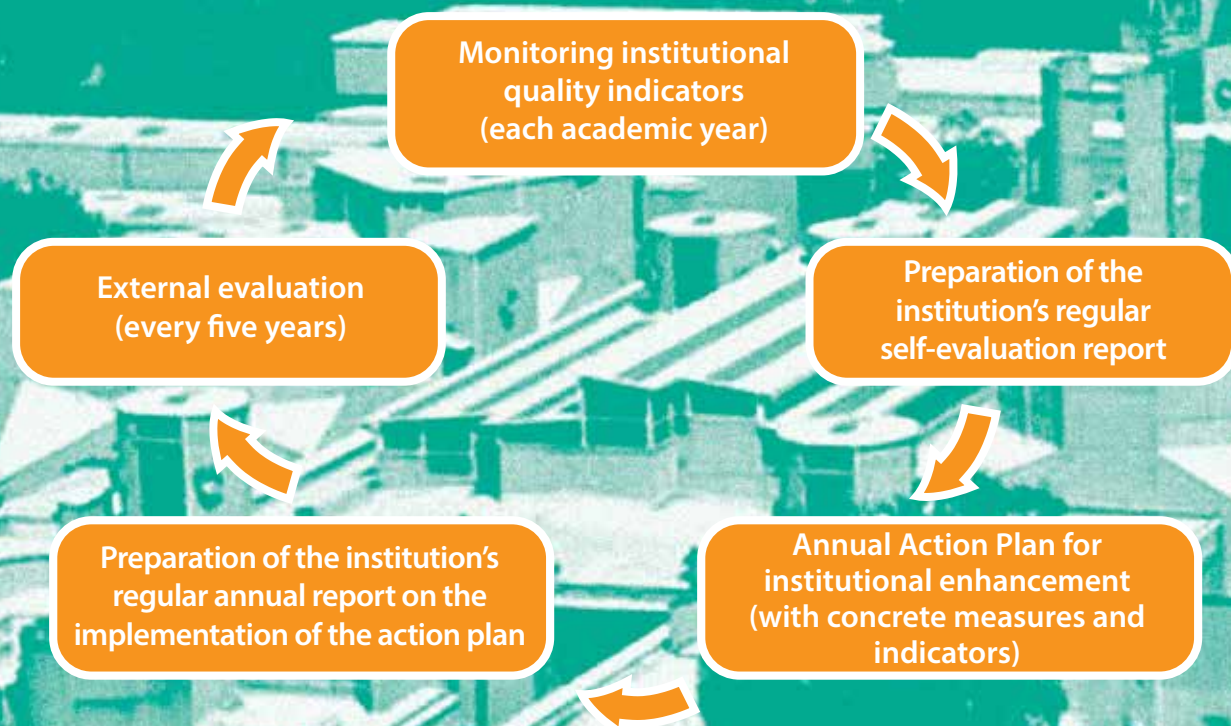 Monitoring institutional
quality indicators
(each academic year)
Preparation of the
institution’s regular
self-evaluation report
Annual Action Plan for
institutional enhancement
(with concrete measures and
indicators)
Preparation of the institution’s
regular annual report on the
implementation of the action plan
External evaluation
(every five years)